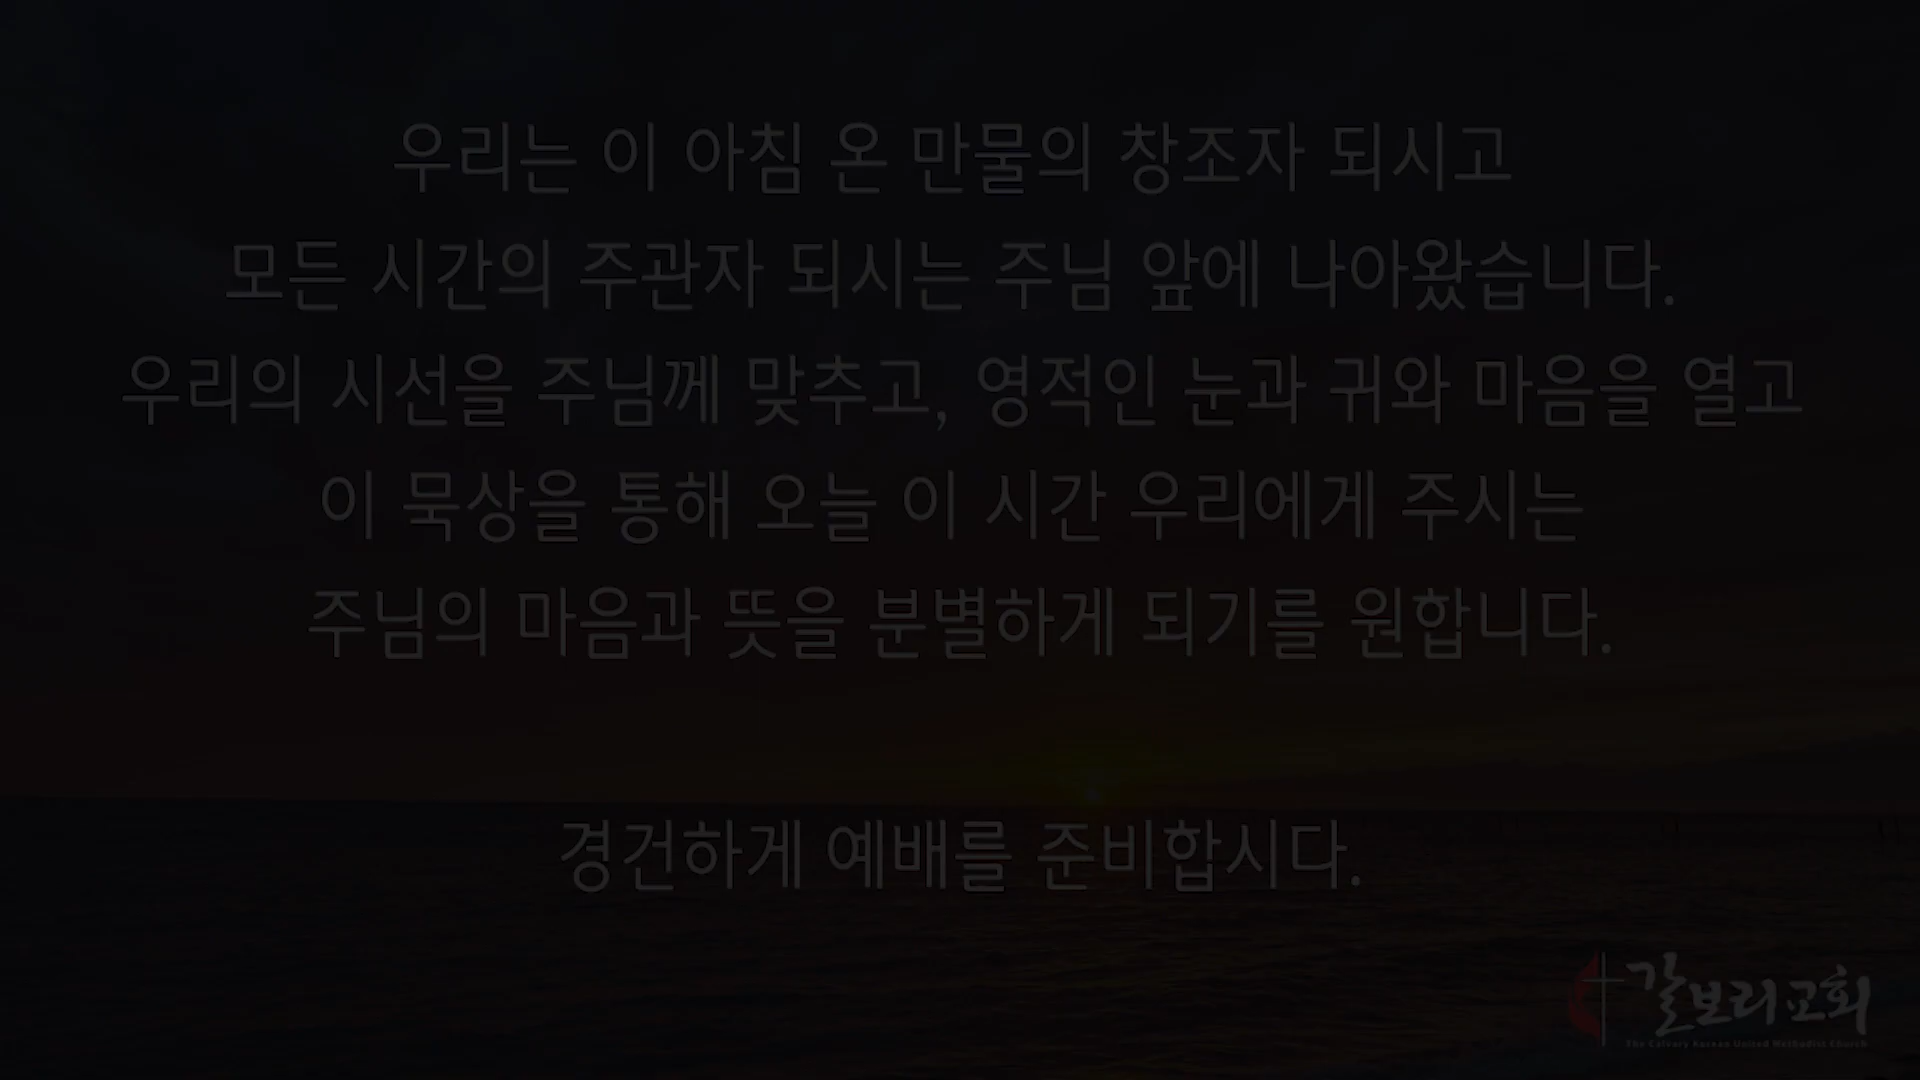 우리는 이 아침 온 만물의 창조자 되시고
모든 시간의 주관자 되시는 주님 앞에 나아왔습니다.
우리의 시선을 주님께 맞추고, 영적인 눈과 귀와 마음을 열고
이 묵상을 통해 오늘 이 시간 우리에게 주시는
주님의 마음과 뜻을 분별하게 되기를 원합니다.
경건하게 예배를 준비합시다.
갈보리교회
The Calvary Korean United Methodist Church